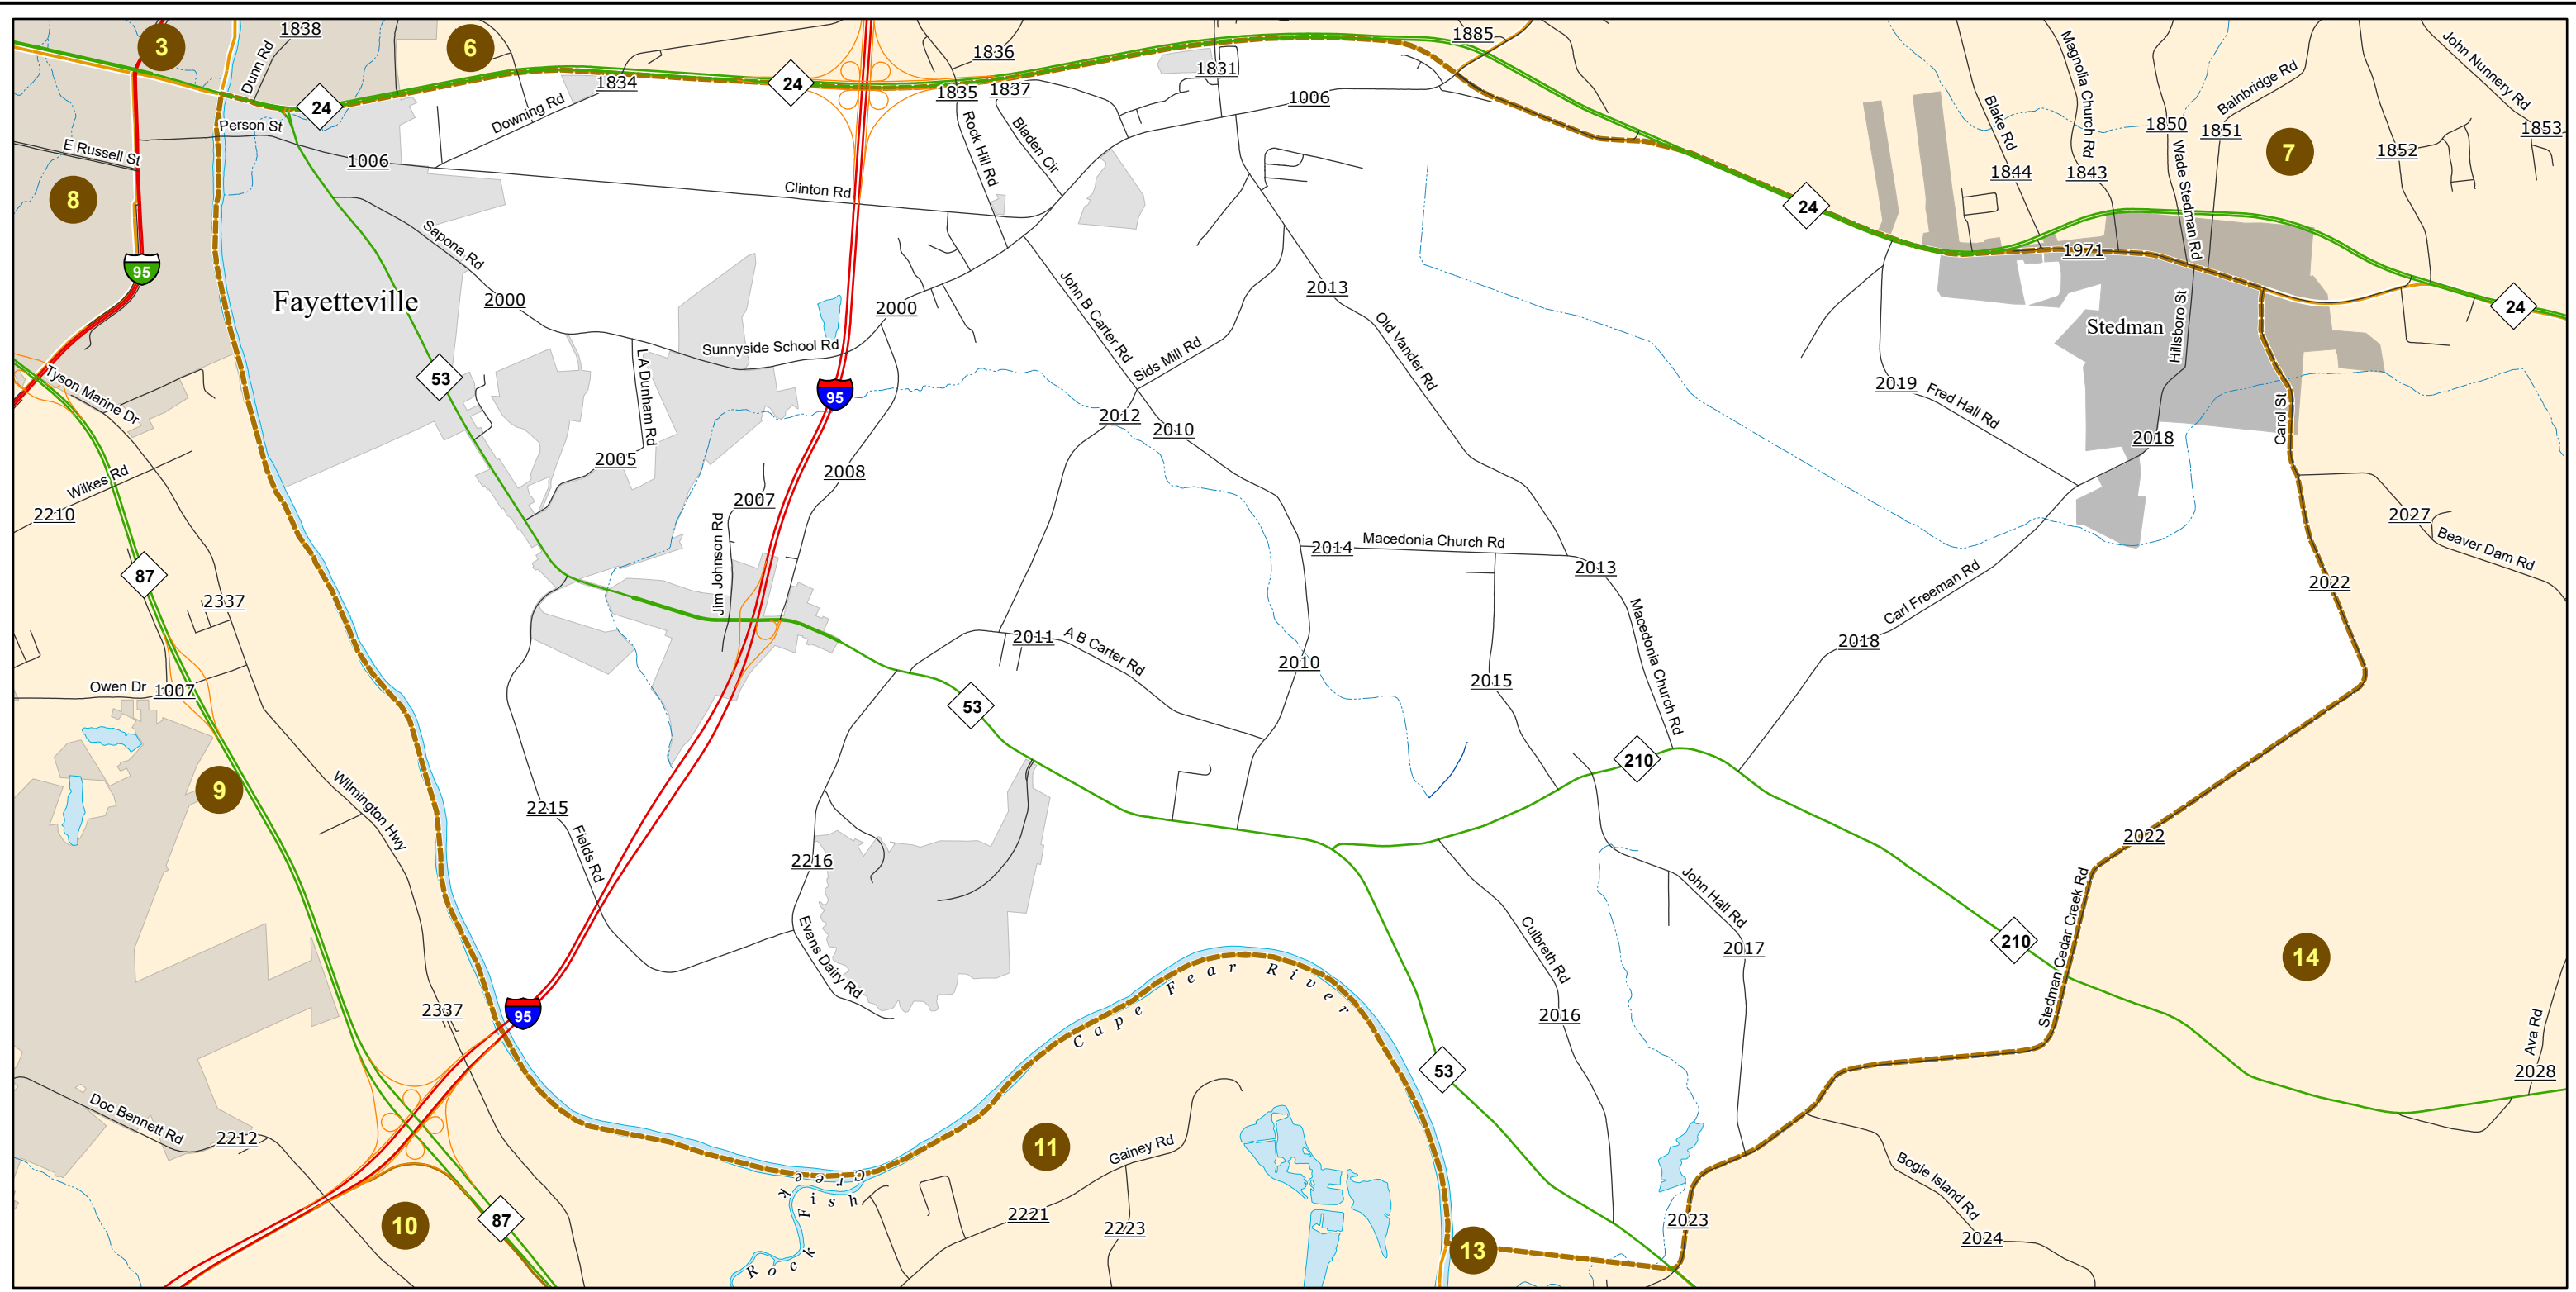 3
1838
6
1836
1885
Dunn Rd
1834
24
24
1835
1837
1831
1006
Downing Rd
Person St
E Russell St
1006
Rock Hill Rd
Bladen Cir
Clinton Rd
8
Blake Rd
Magnolia Church Rd
1850
1851
Bainbridge Rd
John Nunnery Rd
1853
1852
7
1844
1843
Wade Stedman Rd
24
1971
24
95
Fayetteville
Sapona Rd
2000
2000
Sunnyside School Rd
John B Carter Rd
Sids Mill Rd
2013
Old Vander Rd
Stedman
Hillsboro St
2019
Fred Hall Rd
2018
Carol St
53
LA Dunham Rd
95
Tyson Marine Dr
2012
2010
2005
2008
2007
Wilkes Rd
2210
Jim Johnson Rd
2014
Macedonia Church Rd
2013
2027
Beaver Dam Rd
2022
87
2337
2011
A B Carter Rd
2010
2015
Macedonia Church Rd
Carl Freeman Rd
2018
Owen Dr
1007
53
210
9
Wilmington Hwy
2215
Fields Rd
2216
Evans Dairy Rd
2022
Stedman Cedar Creek Rd
John Hall Rd
2017
Culbreth Rd
2016
210
14
2337
95
Cape Fear River
53
Ava Rd
2028
Doc Bennett Rd
2212
11
Gainey Rd
Rock Fish Creek
2221
2223
10
87
13
2023
Bogie Island Rd
2024